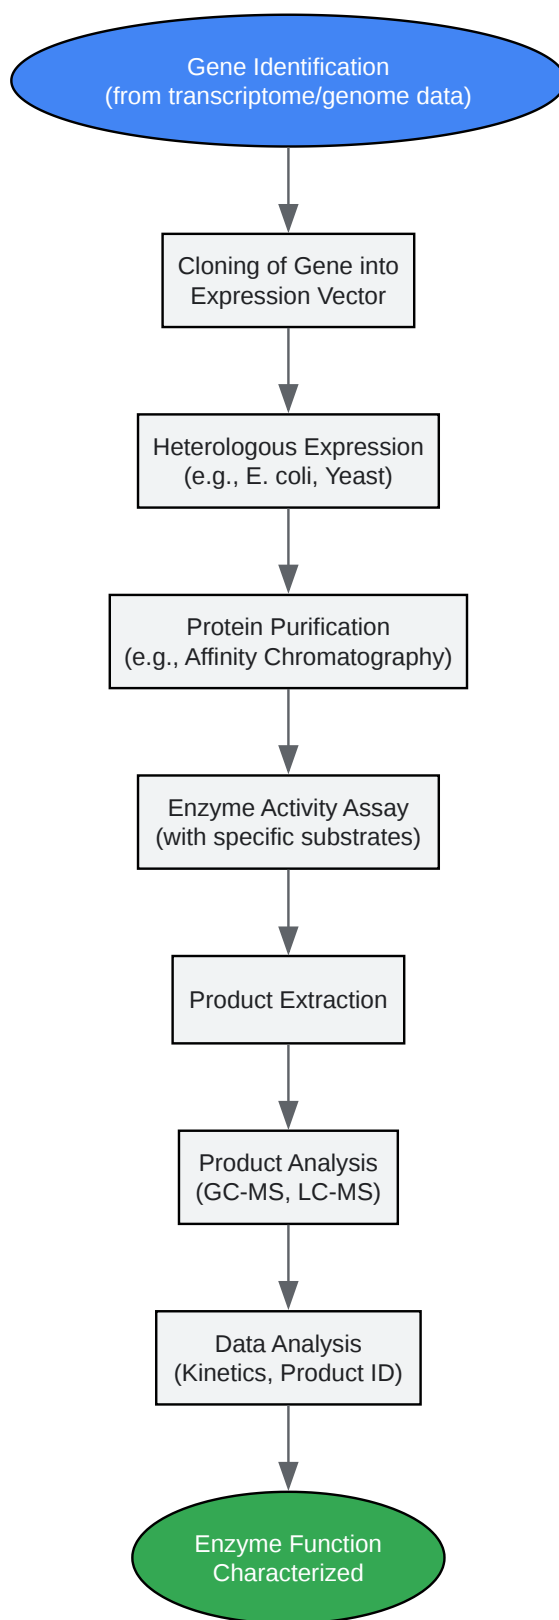 Gene Identification
(from transcriptome/genome data)
Cloning of Gene into
Expression Vector
Heterologous Expression
(e.g., E. coli, Yeast)
Protein Purification
(e.g., Affinity Chromatography)
Enzyme Activity Assay
(with specific substrates)
Product Extraction
Product Analysis
(GC-MS, LC-MS)
Data Analysis
(Kinetics, Product ID)
Enzyme Function
Characterized